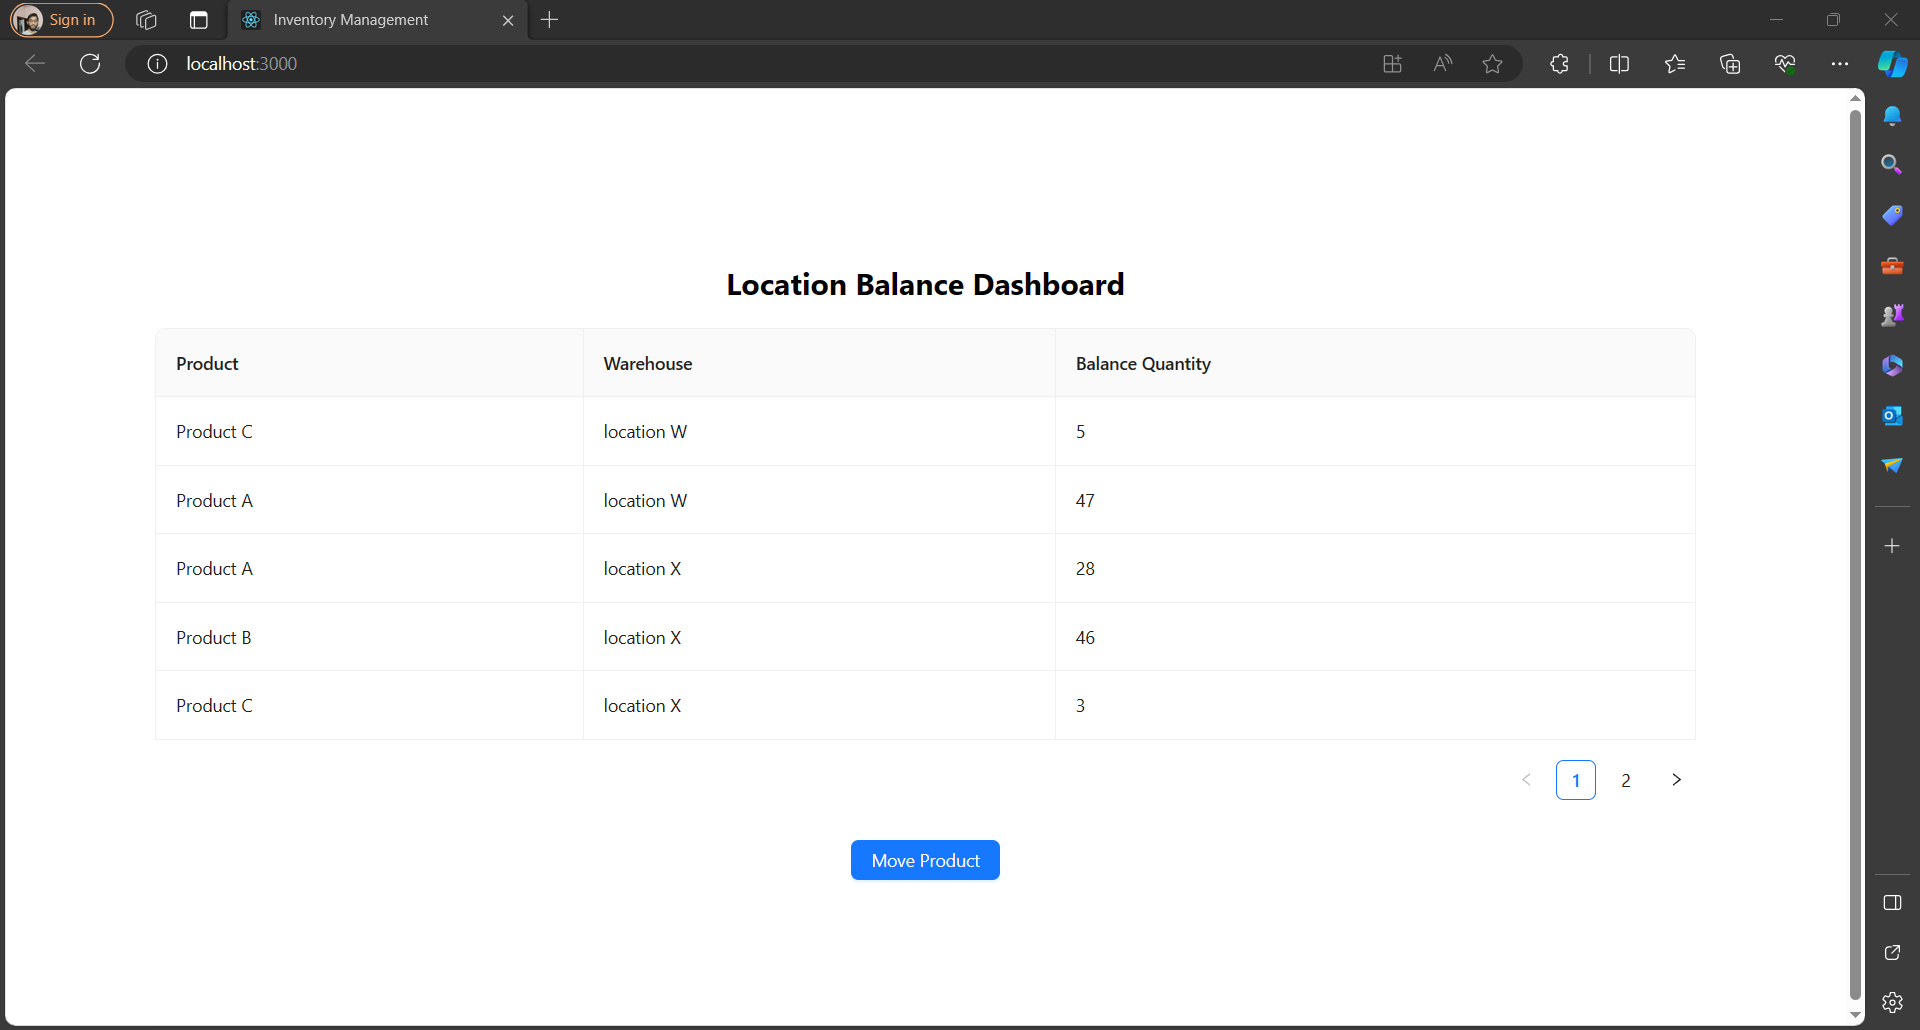 Sign in
Inventory Management
localhost:3000
Location Balance Dashboard
Product Warehouse Balance Quantity
Product C location W 5
Product A location W 47
Product A location X 28
Product B location X 46
Product C location X 3
1 2
Move Product